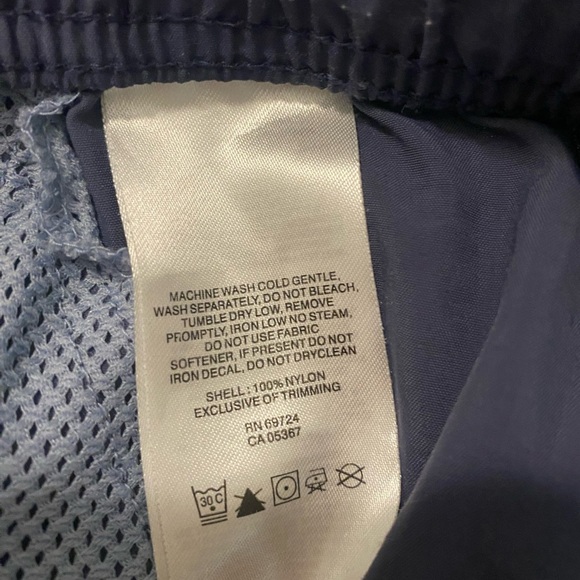 MACHINE WASH COLD GENTLE,
WASH SEPARATELY, DO NOT BLEACH,
TUMBLE DRY LOW, REMOVE
PROMPTLY, IRON LOW NO STEAM,
DO NOT USE FABRIC
SOFTENER, IF PRESENT DO NOT
IRON DECAL, DO NOT DRYCLEAN
SHELL : 100% NYLON
EXCLUSIVE OF TRIMMING
RN 69724
CA 05367
30 C